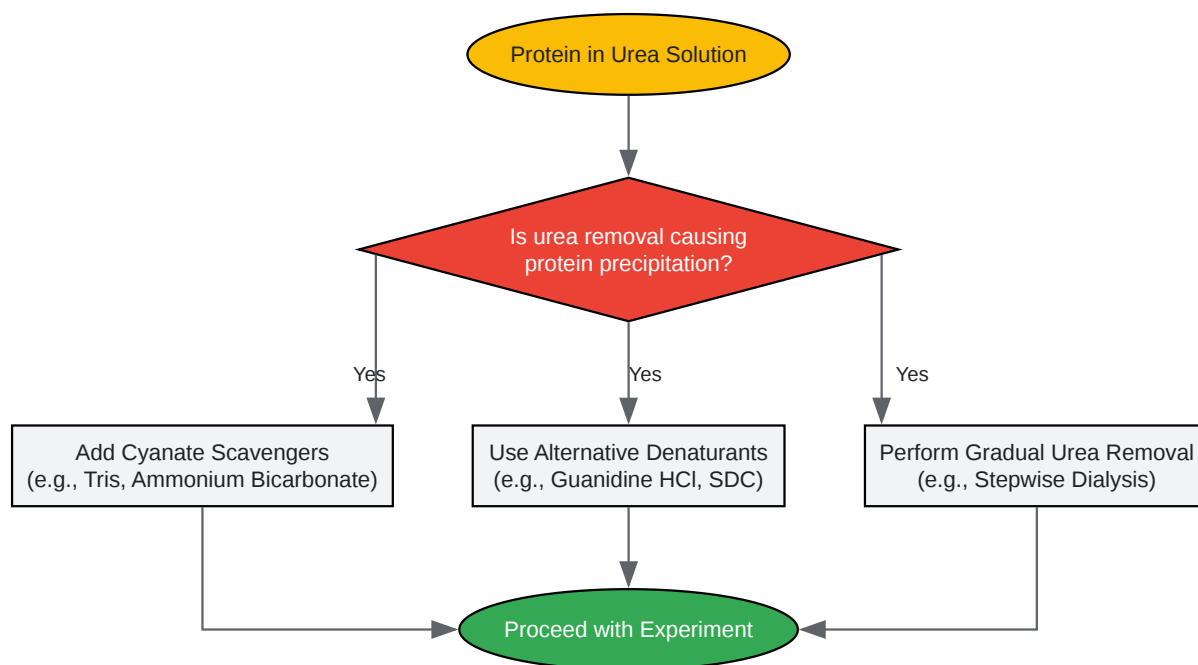 Protein in Urea Solution
Is urea removal causing
protein precipitation?
Yes
Yes
Yes
Add Cyanate Scavengers
(e.g., Tris, Ammonium Bicarbonate)
Use Alternative Denaturants
(e.g., Guanidine HCl, SDC)
Perform Gradual Urea Removal
(e.g., Stepwise Dialysis)
Proceed with Experiment